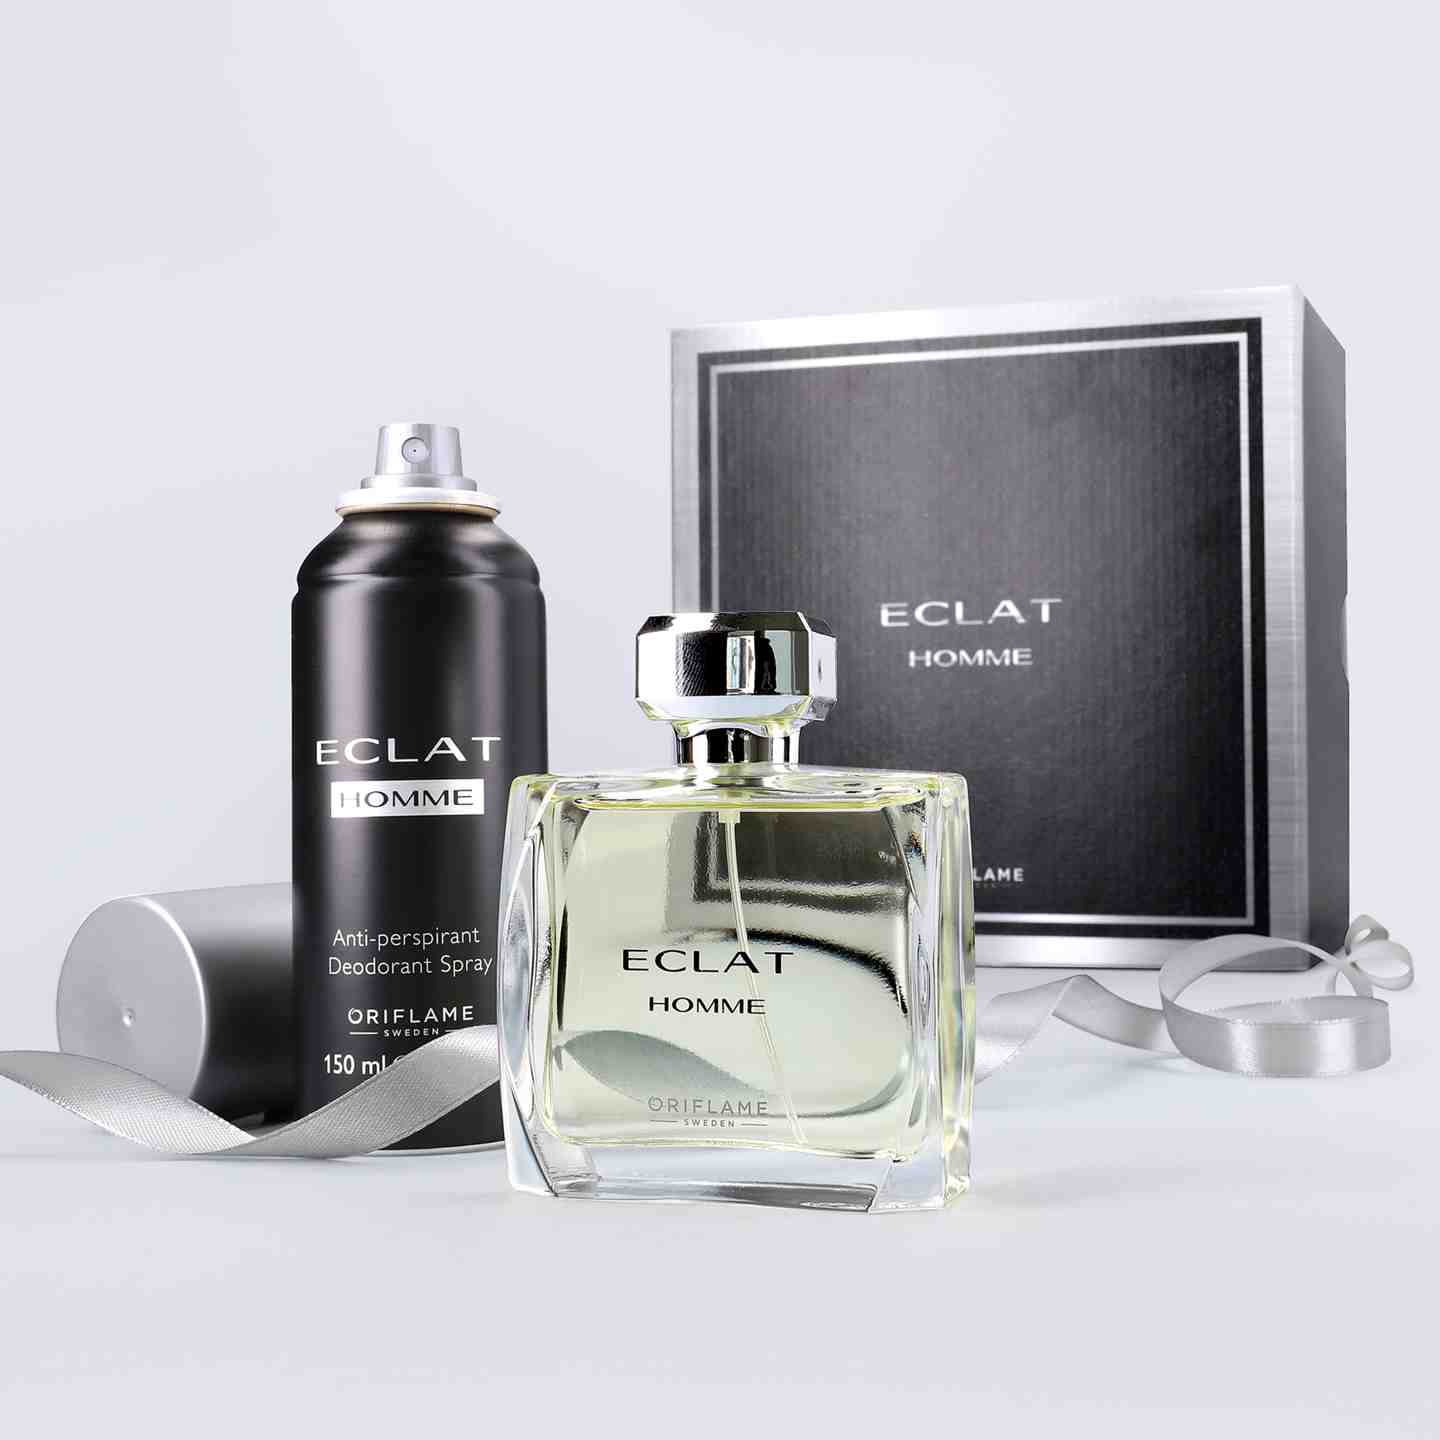 ECLAT
HOMME
Anti-perspirant
Deodorant Spray
ORIFLAME
SWEDEN
150 ml
ECLAT
HOMME
ORIFLAME
SWEDEN
ECLAT
HOMME